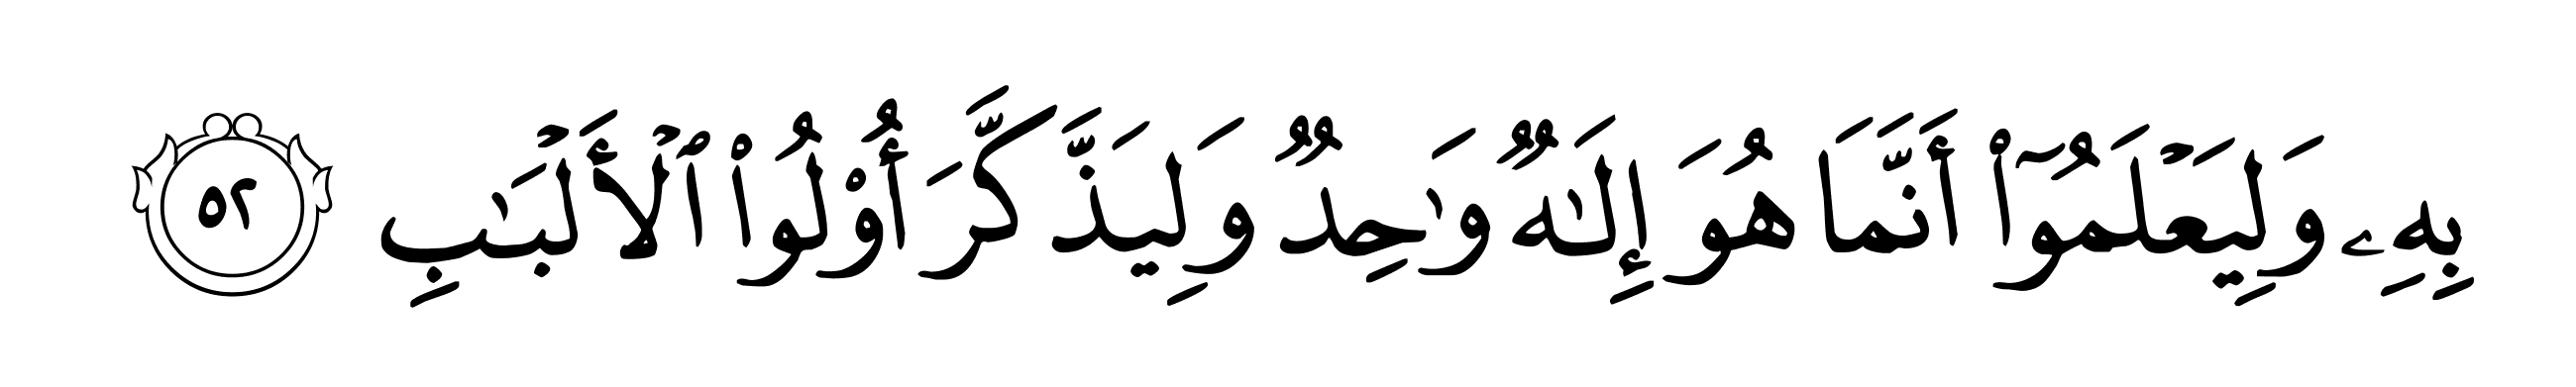 بِهِۦ وَلِيَعۡلَمُوٓاْ أَنَّمَا هُوَ إِلَٰهٞ وَٰحِدٞ وَلِيَذَّكَّرَ أُوْلُواْ ٱلۡأَلۡبَٰبِ ٥٢